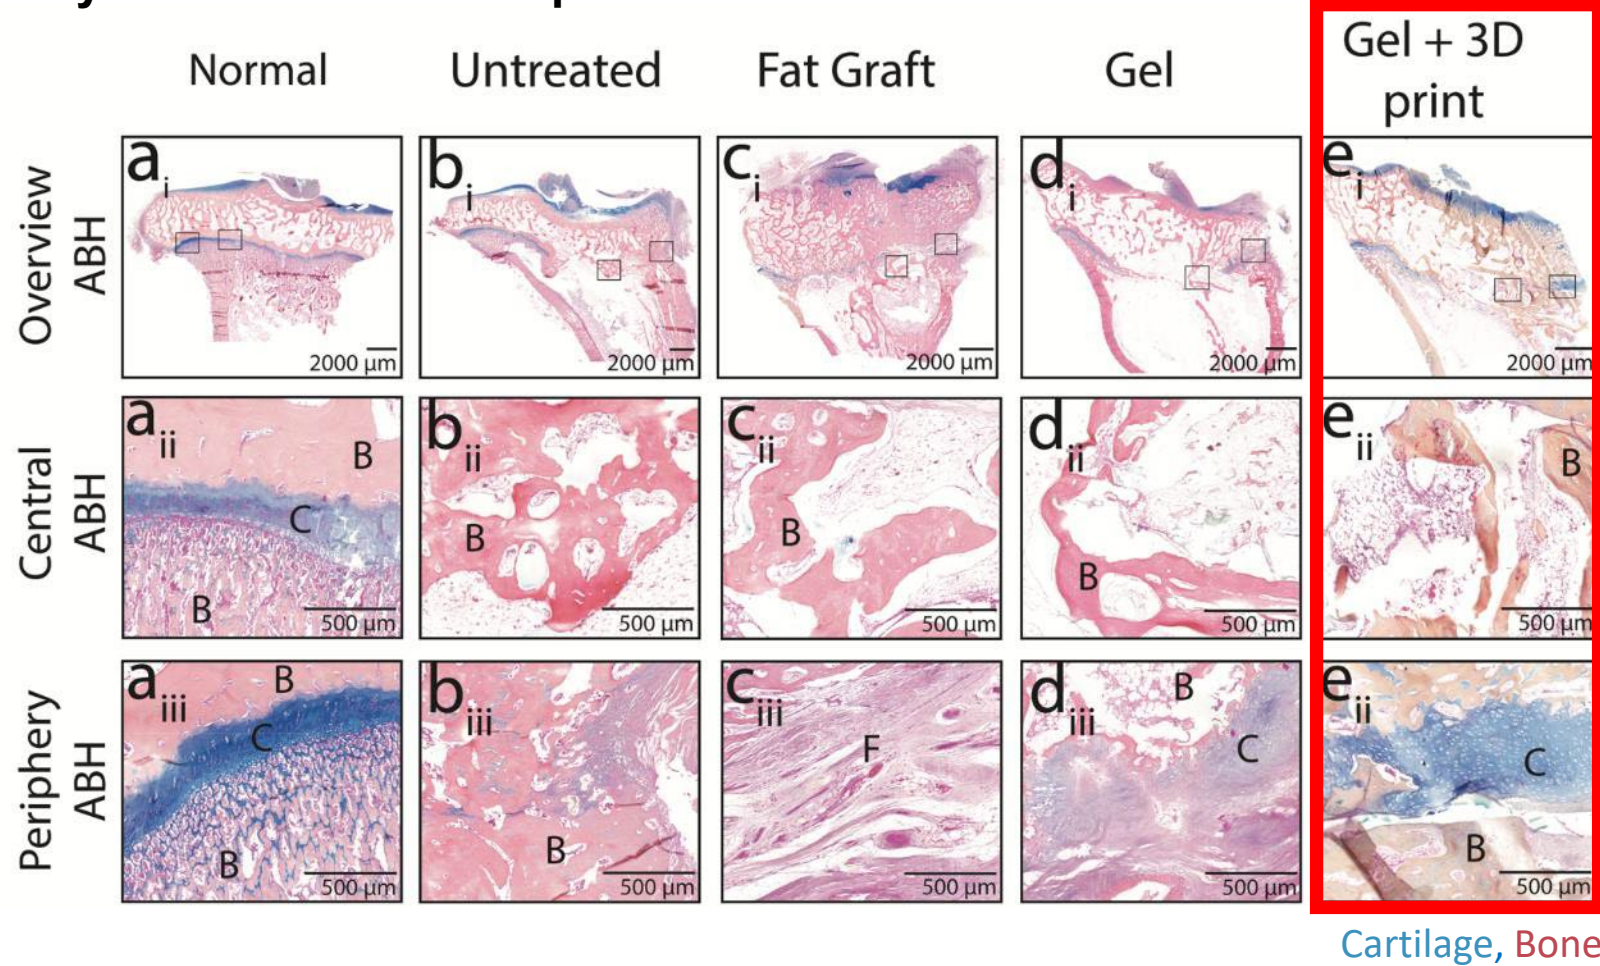 Normal
Untreated
Fat Graft
Gel
Gel + 3D
print
Overview
ABH
a i
2000 µm
b i
2000 µm
c i
2000 µm
d i
2000 µm
e i
2000 µm
Central
ABH
a ii
B
C
B
500 µm
b ii
B
500 µm
c ii
B
500 µm
d ii
B
500 µm
e ii
B
500 µm
Periphery
ABH
a iii
B
C
B
500 µm
b iii
B
500 µm
c iii
F
500 µm
d iii
B
C
500 µm
e ii
C
B
500 µm
Cartilage, Bone